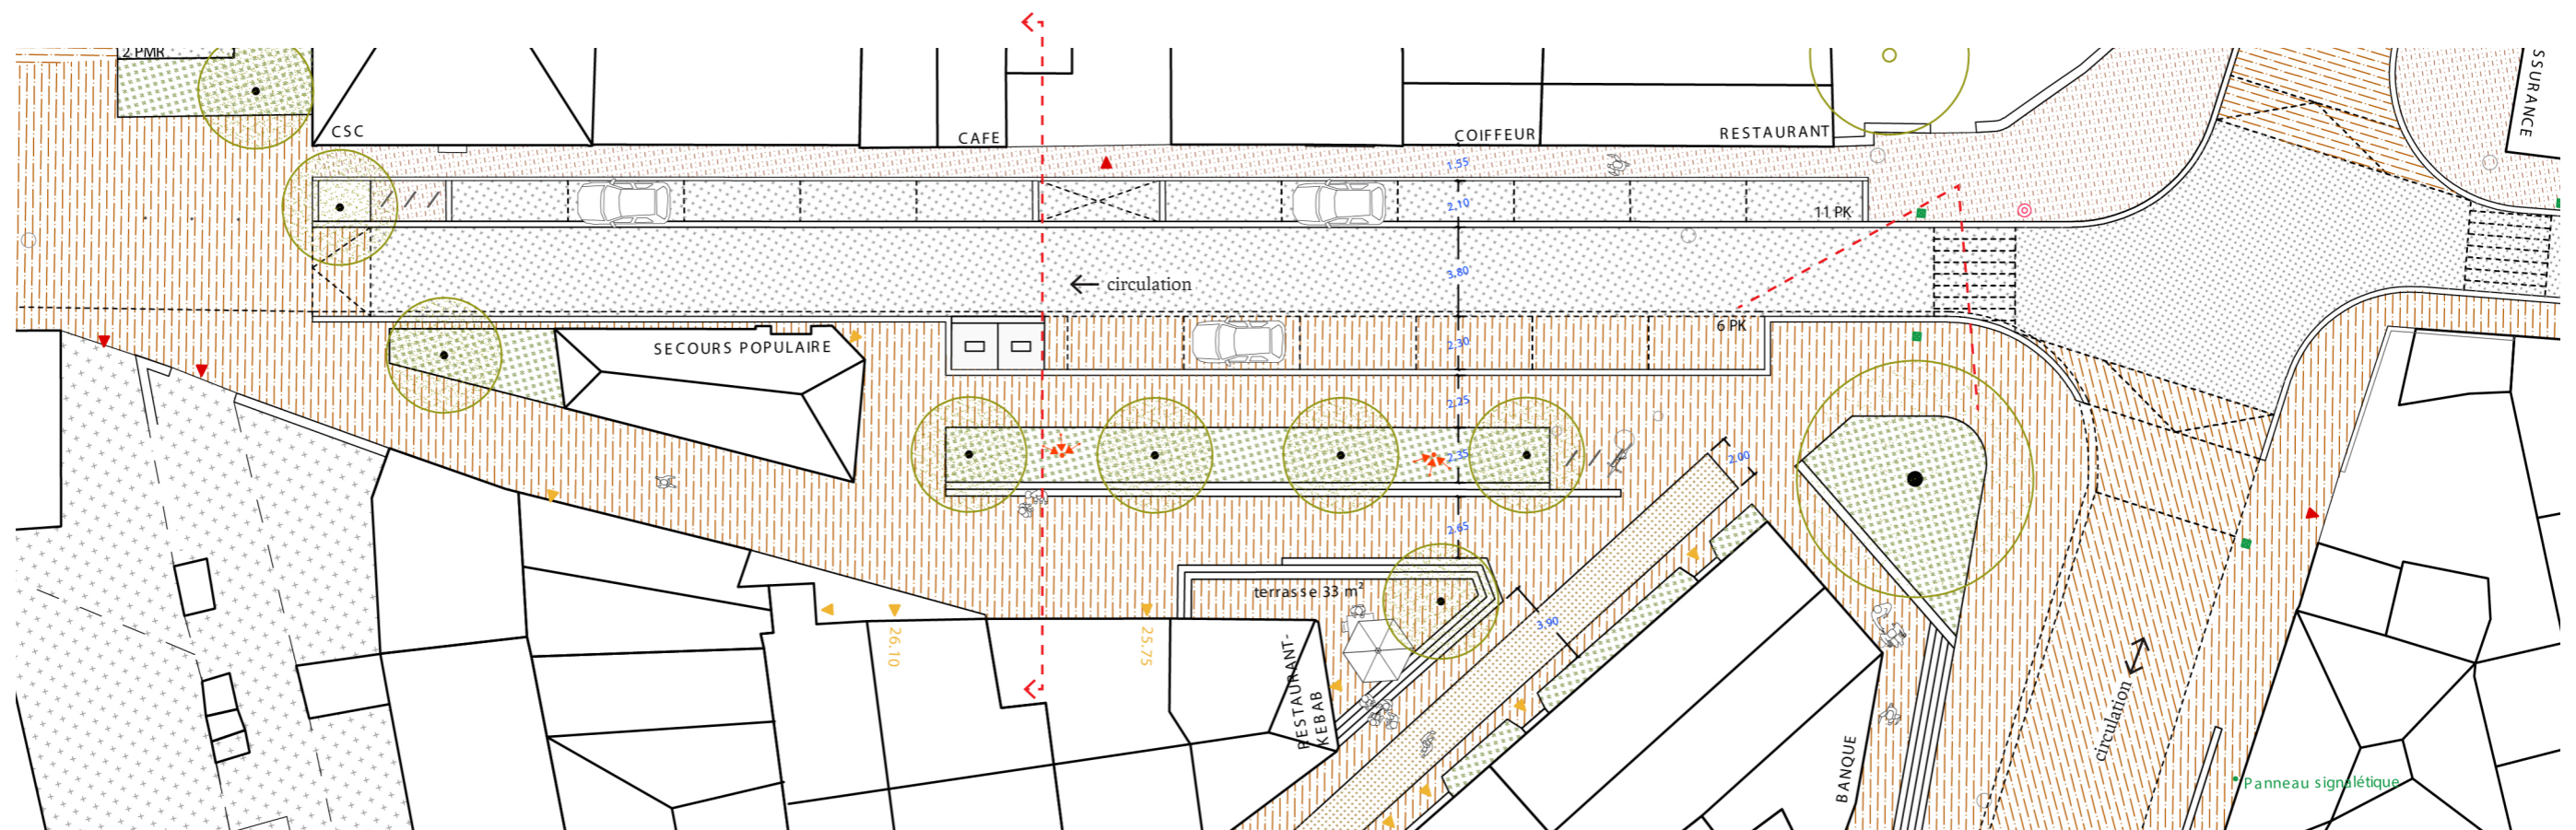 2 PMR
SSURANCE
CSC
CAFE
COIFFEUR
RESTAURANT
1,55
2,10
11 PK
3,80
circulation
6 PK
SECOURS POPULAIRE
2,30
2,25
2,35
2,00
2,65
terrasse 33 m²
3,90
26.10
25.75
RESTAURANT-
KEBAB
circulation
BANQUE
Panneau signalétique